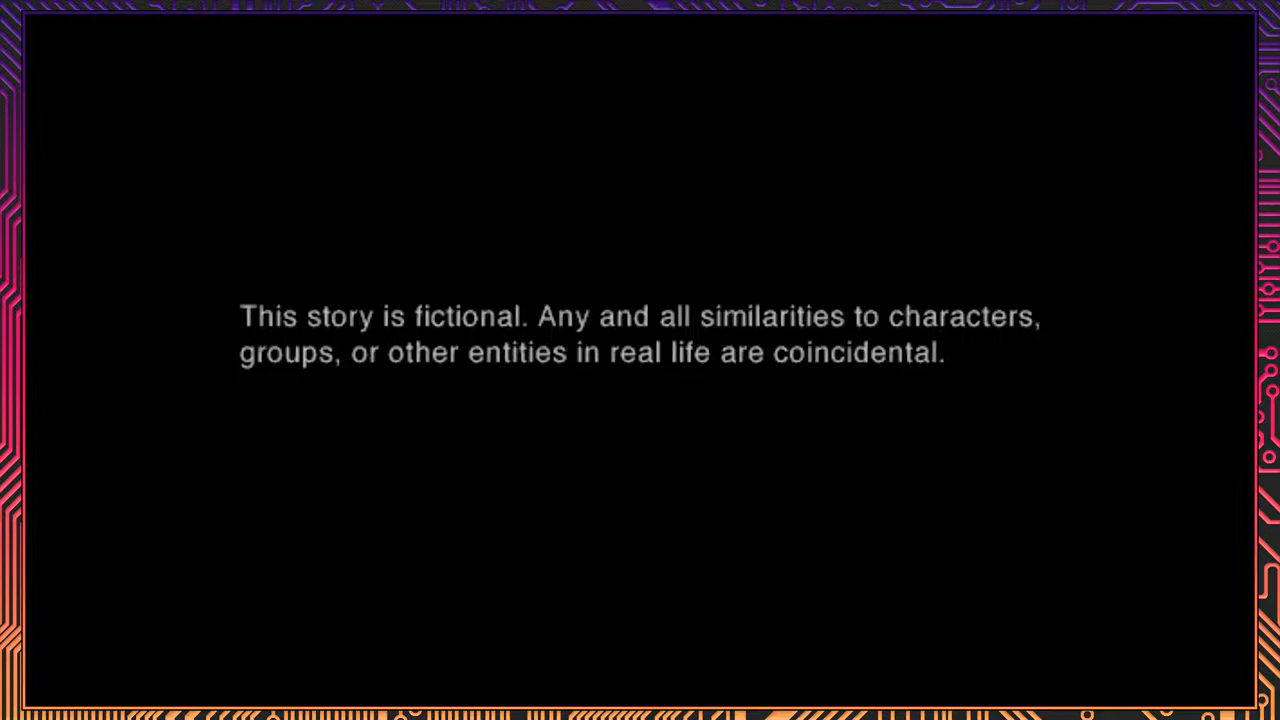 This story is fictional. Any and all similarities to characters,
groups, or other entities in real life are coincidental.